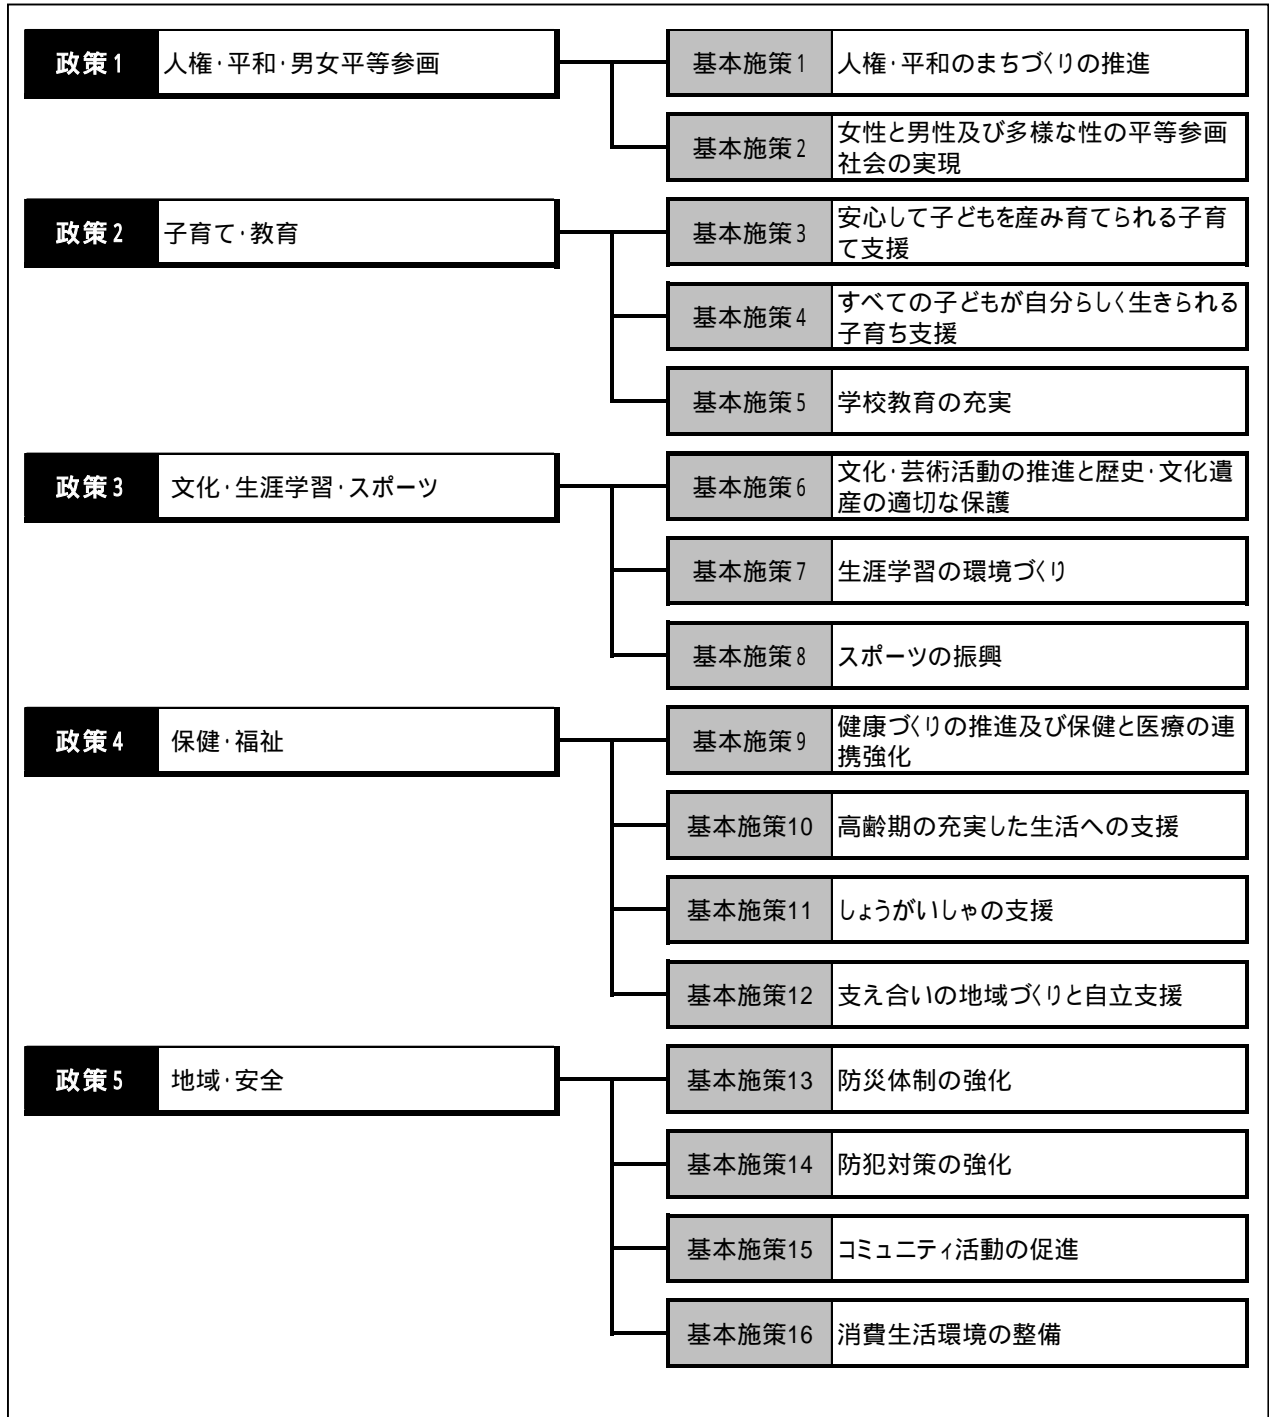 政策1 人権・平和・男女平等参画 基本施策1 人権・平和のまちづくりの推進
基本施策2 女性と男性及び多様な性の平等参画
社会の実現
政策2 子育て・教育 基本施策3 安心して子どもを産み育てられる子育
て支援
基本施策4 すべての子どもが自分らしく生きられる
子育ち支援
基本施策5 学校教育の充実
政策3 文化・生涯学習・スポーツ 基本施策6 文化・芸術活動の推進と歴史・文化遺
産の適切な保護
基本施策7 生涯学習の環境づくり
基本施策8 スポーツの振興
政策4 保健・福祉 基本施策9 健康づくりの推進及び保健と医療の連
携強化
基本施策10 高齢期の充実した生活への支援
基本施策11 しょうがいしゃの支援
基本施策12 支え合いの地域づくりと自立支援
政策5 地域・安全 基本施策13 防災体制の強化
基本施策14 防犯対策の強化
基本施策15 コミュニティ活動の促進
基本施策16 消費生活環境の整備